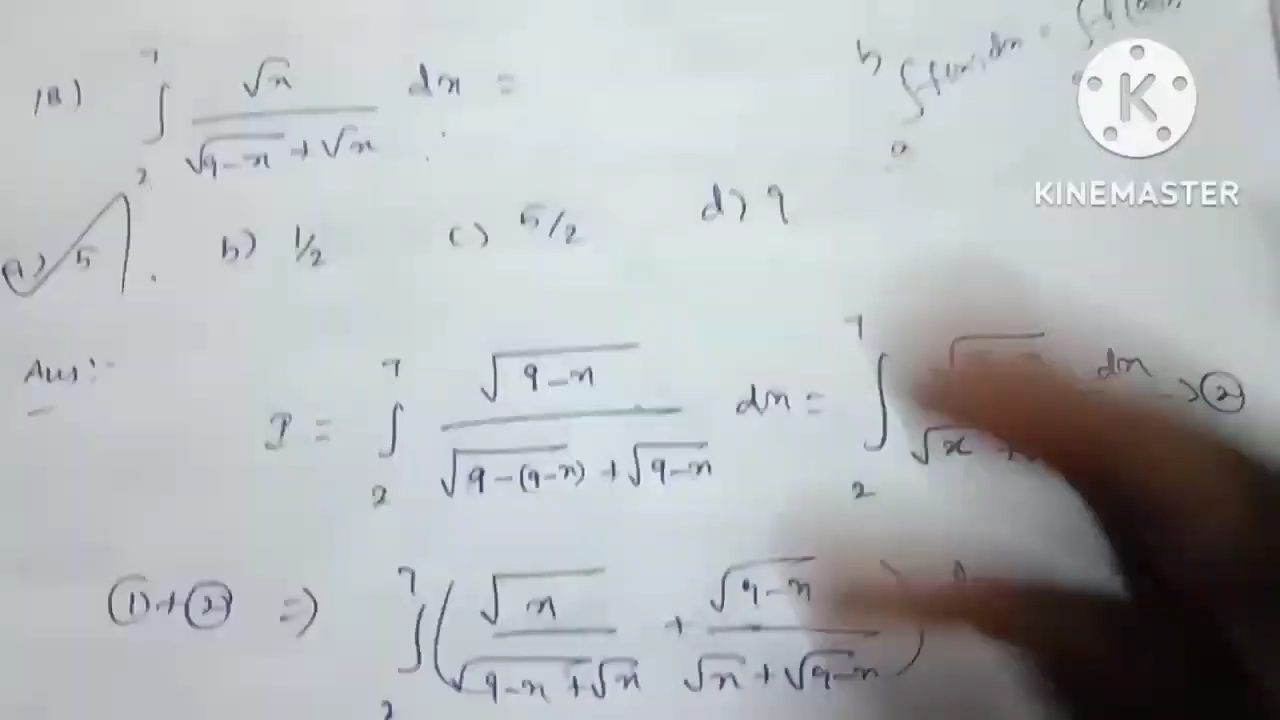 18) ∫₂⁷ √x / (√9-x + √x) dx =
b ∫ f(x).dx =
a
KINEMASTER
a) 5 b) 1/2 c) 5/2 d) 9
Ans:-
I = ∫₂⁷ √9-x / (√9-(9-x) + √9-x) dx = ∫₂⁷ √x dx → ②
①+② => ∫₂⁷ ( √x / (√9-x + √x) + √9-x / (√x + √9-x) )